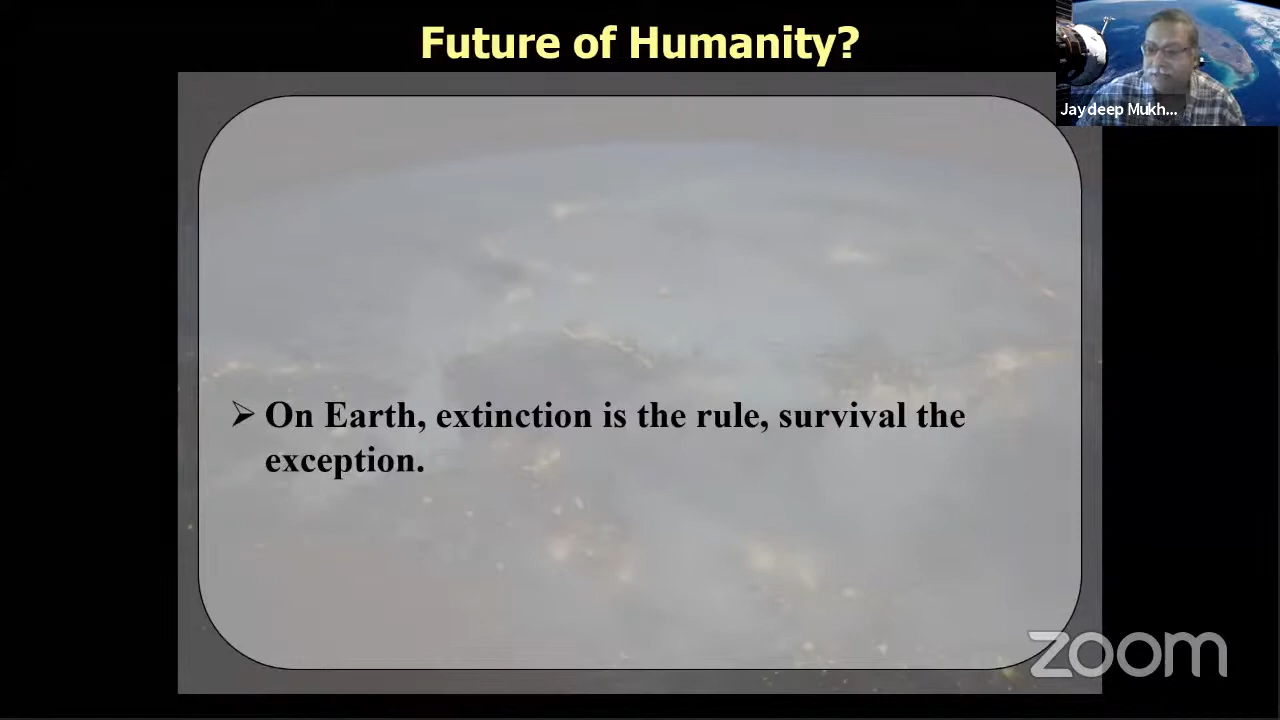 Future of Humanity?
Jaydeep Mukh...
➢ On Earth, extinction is the rule, survival the
exception.
zoom